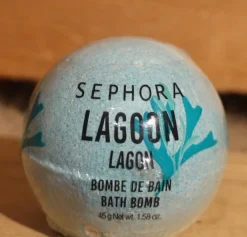 SEPHORA
LAGOON
LAGON
BOMBE DE BAIN
BATH BOMB
45 g Net wt. 1.58 oz.